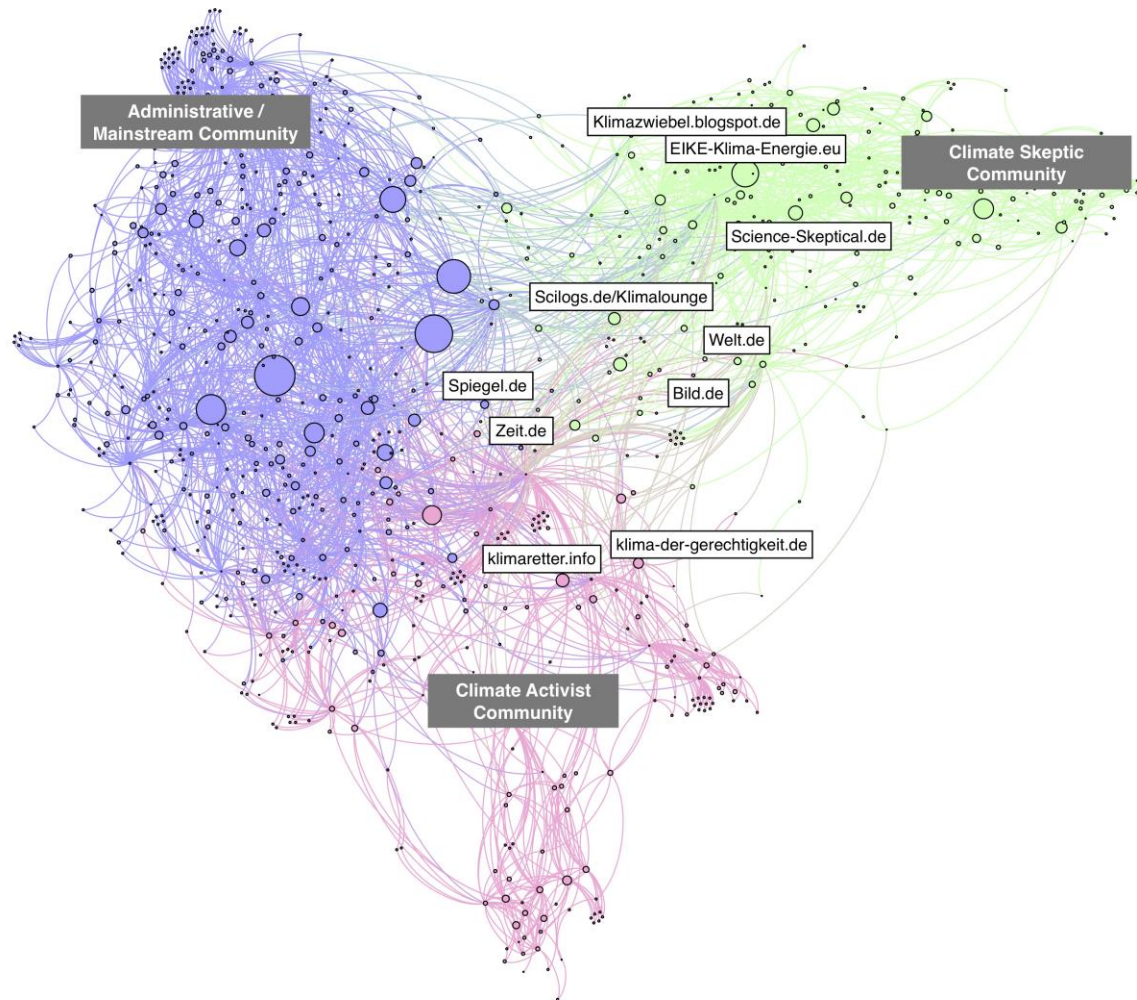 Administrative /
Mainstream Community
Klimazwiebel.blogspot.de
EIKE-Klima-Energie.eu
Climate Skeptic
Community
Science-Skeptical.de
Scilogs.de/Klimalounge
Welt.de
Spiegel.de
Bild.de
Zeit.de
klima-der-gerechtigkeit.de
klimaretter.info
Climate Activist
Community